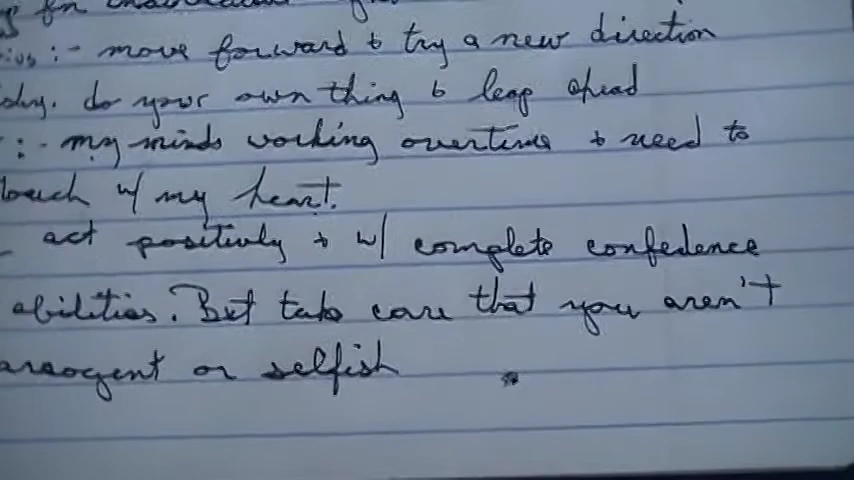 :- move forward & try a new direction
do your own thing & leap ahead
:- my minds working overtime & need to
touch w/ my heart.
act positively & w/ complete confedence
abilities. But take care that you aren't
arrogent or selfish